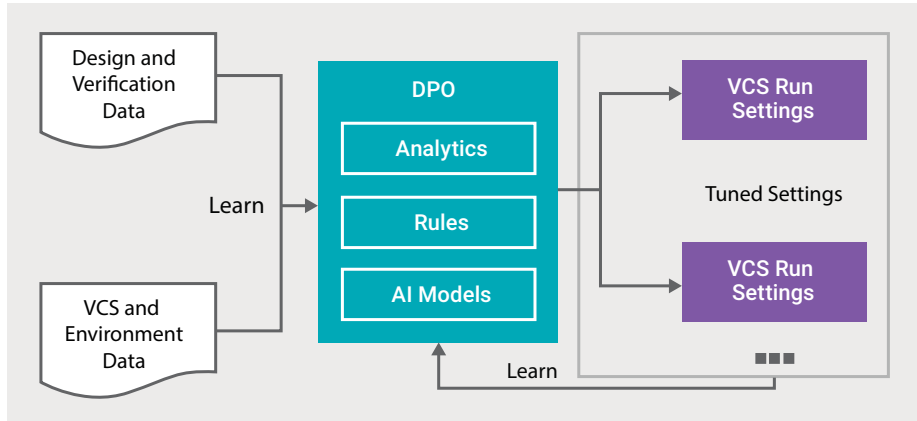 Design and
Verification
Data
Learn
VCS and
Environment
Data
DPO
Analytics
Rules
AI Models
VCS Run
Settings
Tuned Settings
VCS Run
Settings
Learn